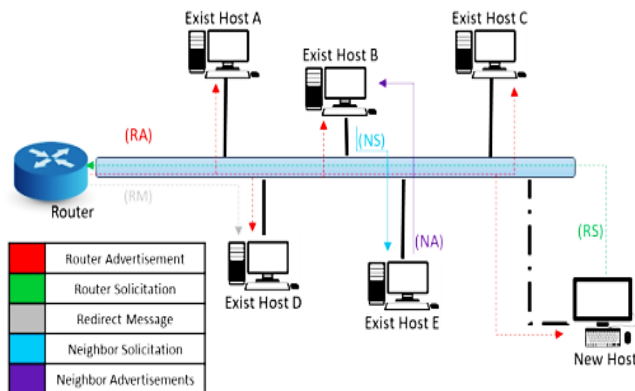 Exist Host A
Exist Host B
Exist Host C
(RA)
(NS)
(RM)
Router
(RS)
(NA)
Exist Host D
Exist Host E
New Host
Router Advertisement
Router Solicitation
Redirect Message
Neighbor Solicitation
Neighbor Advertisements